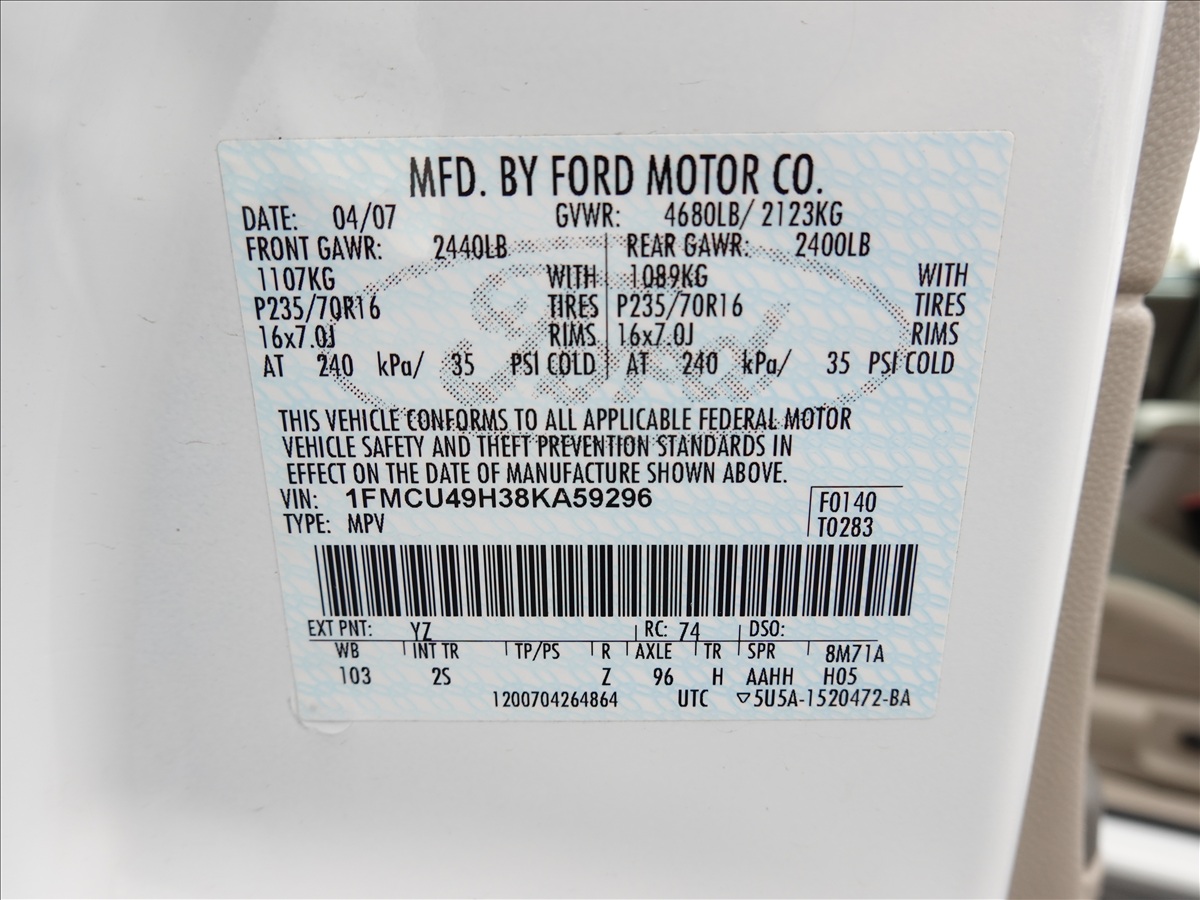 MFD. BY FORD MOTOR CO.
DATE: 04/07 GVWR: 4680LB/ 2123KG
FRONT GAWR: 2440LB REAR GAWR: 2400LB
1107KG WITH 1089KG WITH
P235/70R16 TIRES P235/70R16 TIRES
16x7.0J RIMS 16x7.0J RIMS
AT 240 kPa/ 35 PSI COLD AT 240 kPa/ 35 PSI COLD
Ford
THIS VEHICLE CONFORMS TO ALL APPLICABLE FEDERAL MOTOR
VEHICLE SAFETY AND THEFT PREVENTION STANDARDS IN
EFFECT ON THE DATE OF MANUFACTURE SHOWN ABOVE.
VIN: 1FMCU49H38KA59296 F0140
TYPE: MPV T0283
EXT PNT: YZ RC: 74 DSO:
WB INT TR TP/PS R AXLE TR SPR 8M71A
103 2S Z 96 H AAHH H05
1200704264864 UTC ▽5U5A-1520472-BA